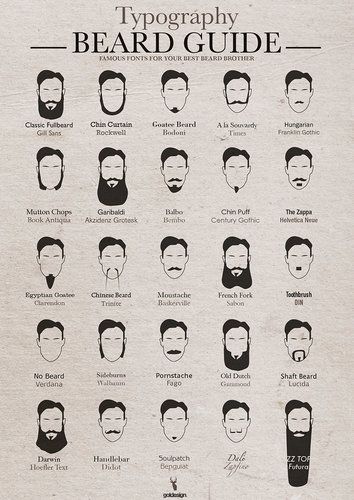 Typography
BEARD GUIDE
FAMOUS FONTS FOR YOUR BEST BEARD BROTHER
Classic Fullbeard
Gill Sans
Chin Curtain
Rockwell
Goatee Beard
Bodoni
A la Souvardy
Times
Hungarian
Franklin Gothic
Mutton Chops
Book Antiqua
Garibaldi
Akzidenz Grotesk
Balbo
Bembo
Chin Puff
Century Gothic
The Zappa
Helvetica Neue
Egyptian Goatee
Clarendon
Chinese Beard
Trinite
Moustache
Baskerville
French Fork
Sabon
Toothbrush
DIN
No Beard
Verdana
Sideburns
Walbaum
Pornstache
Fago
Old Dutch
Garamond
Shaft Beard
Lucida
Darwin
Hoefler Text
Handlebar
Didot
Soulpatch
Bepguiat
Dali
Zapfino
ZZ TOP
Futura
goldesign